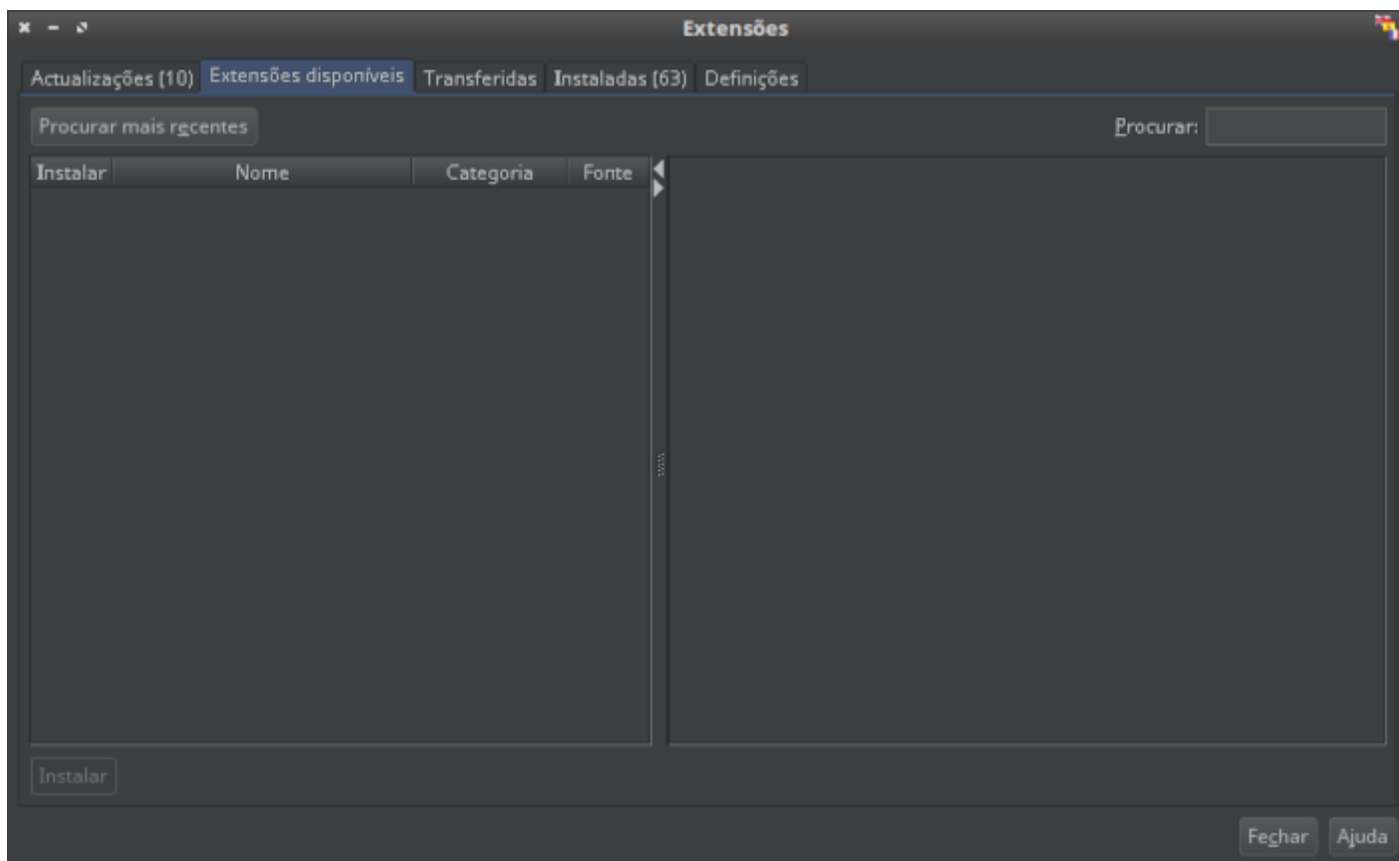 Extensões
Actualizações (10) Extensões disponíveis Transferidas Instaladas (63) Definições
Procurar mais recentes Procurar:
Instalar Nome Categoria Fonte
Instalar
Fechar Ajuda